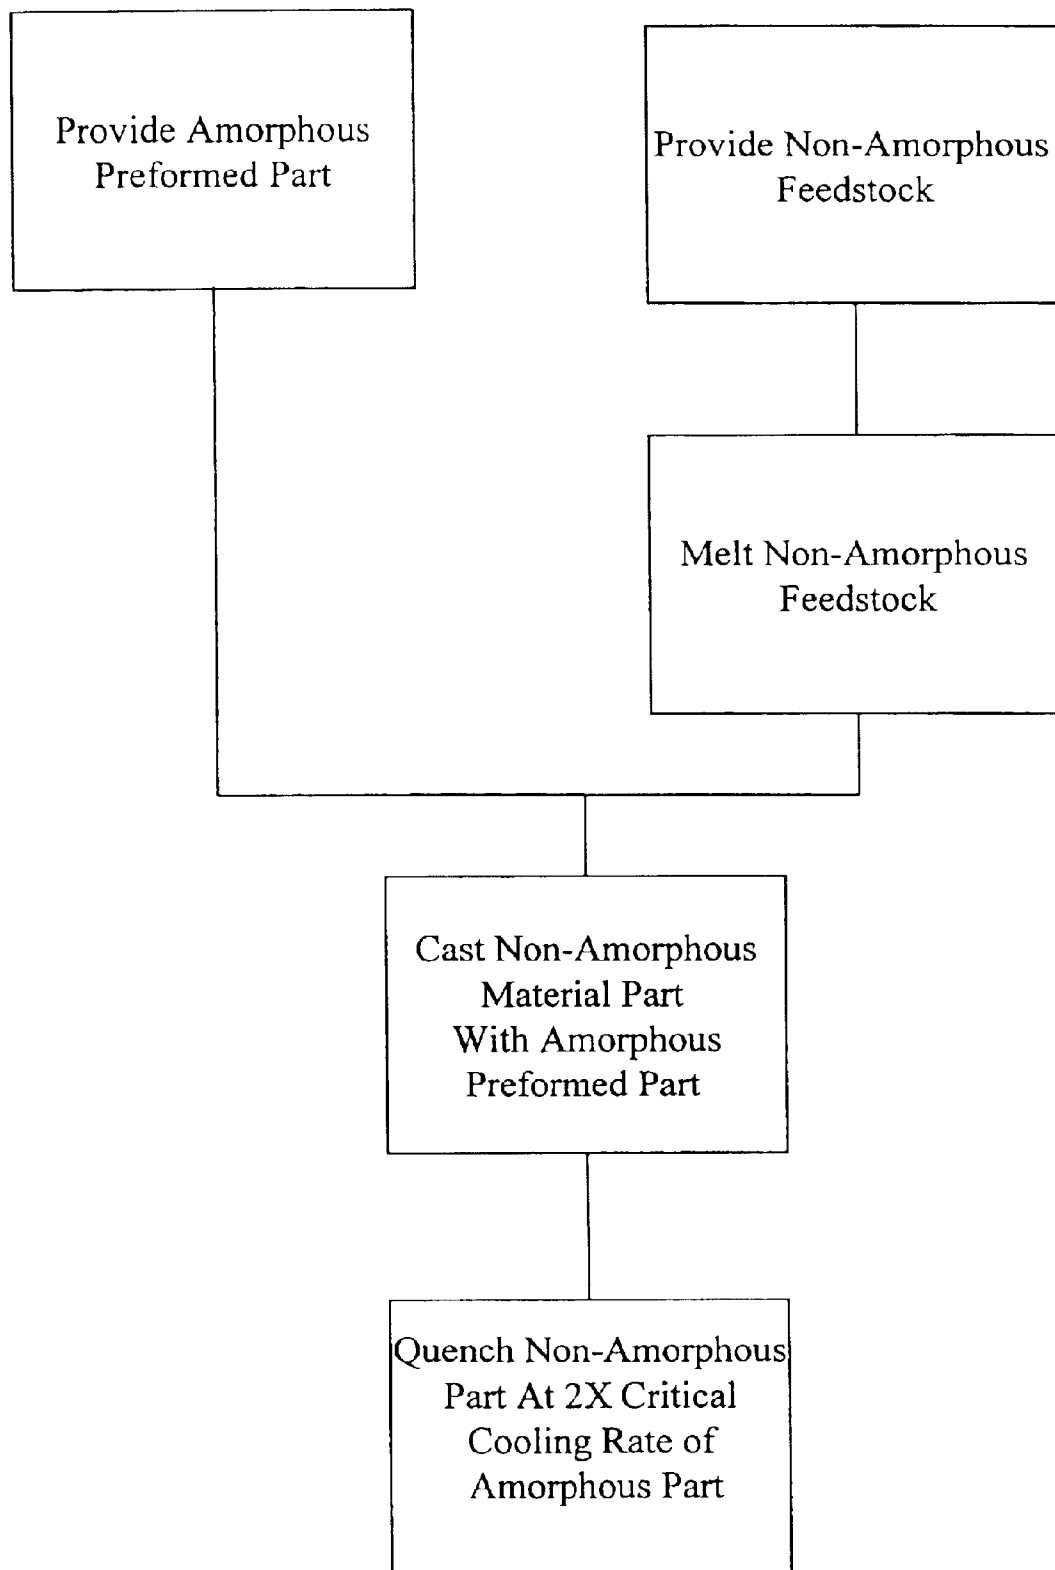 Provide Amorphous
Preformed Part
Provide Non-Amorphous
Feedstock
Melt Non-Amorphous
Feedstock
Cast Non-Amorphous
Material Part
With Amorphous
Preformed Part
Quench Non-Amorphous
Part At 2X Critical
Cooling Rate of
Amorphous Part